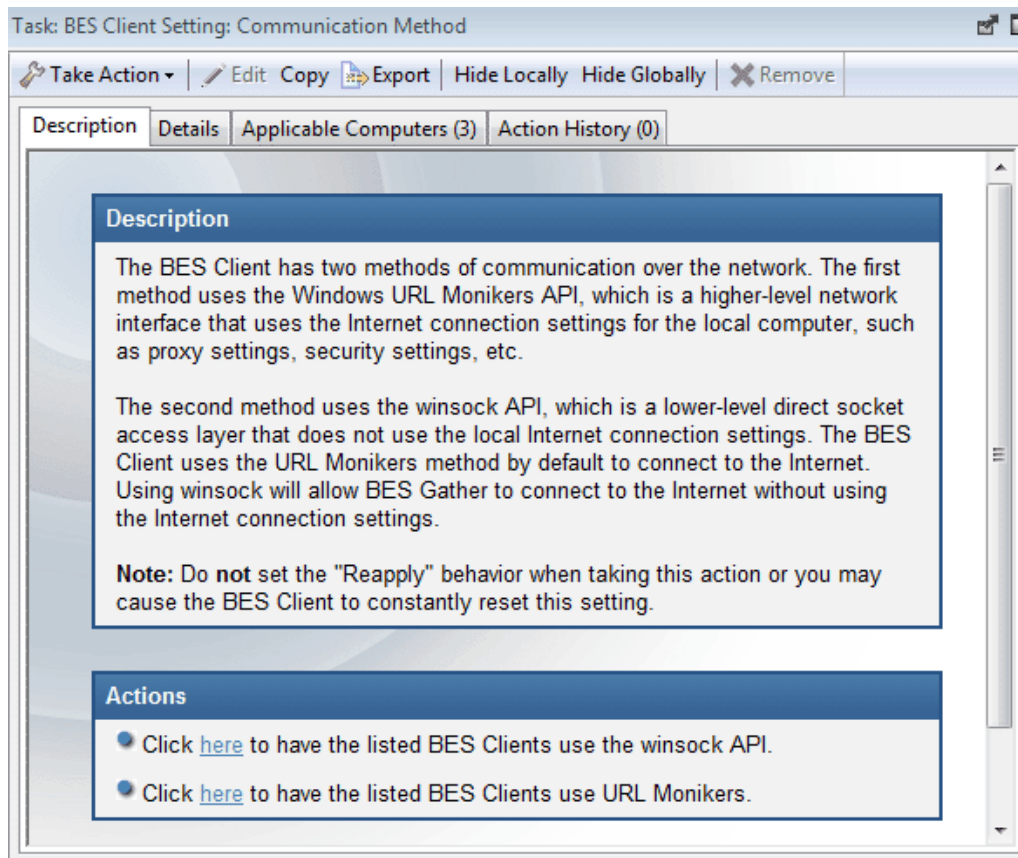 Task: BES Client Setting: Communication Method
Take Action Edit Copy Export Hide Locally Hide Globally Remove
Description Details Applicable Computers (3) Action History (0)
Description
The BES Client has two methods of communication over the network. The first
method uses the Windows URL Monikers API, which is a higher-level network
interface that uses the Internet connection settings for the local computer, such
as proxy settings, security settings, etc.
The second method uses the winsock API, which is a lower-level direct socket
access layer that does not use the local Internet connection settings. The BES
Client uses the URL Monikers method by default to connect to the Internet.
Using winsock will allow BES Gather to connect to the Internet without using
the Internet connection settings.
Note: Do not set the "Reapply" behavior when taking this action or you may
cause the BES Client to constantly reset this setting.
Actions
Click here to have the listed BES Clients use the winsock API.
Click here to have the listed BES Clients use URL Monikers.